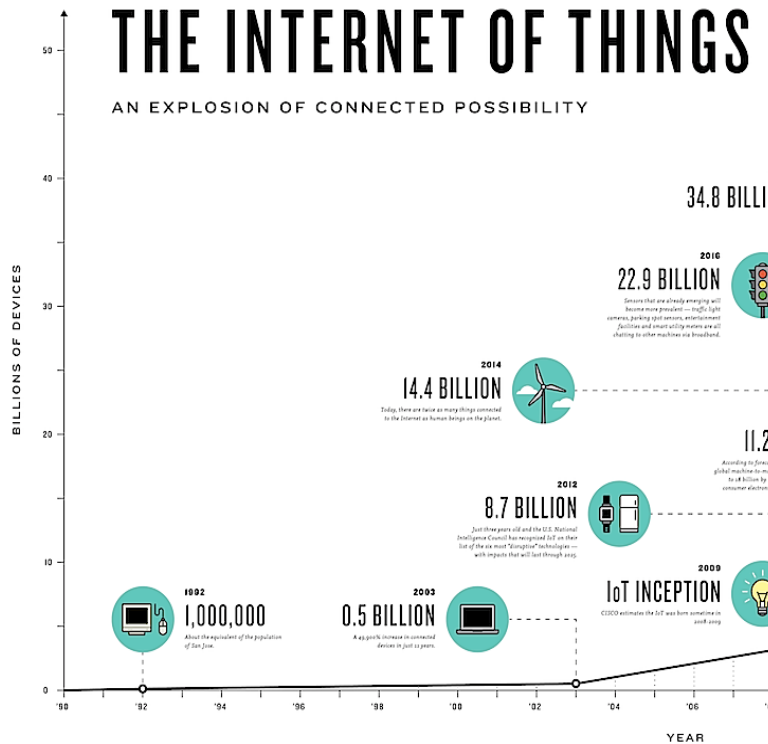 THE INTERNET OF THINGS
AN EXPLOSION OF CONNECTED POSSIBILITY
50
40
30
20
10
0
BILLIONS OF DEVICES
34.8 BILLI
2016
22.9 BILLION
Sensors that are already emerging will
become more prevalent — traffic light
cameras, parking spot sensors, entertainment
facilities and smart utility meters are all
chatting to other machines via broadband.
2014
14.4 BILLION
Today, there are twice as many things connected
to the Internet as human beings on the planet.
11.2
According to forec
global machine-to-m
to 18 billion by
consumer electron
2012
8.7 BILLION
Just three years old and the U.S. National
Intelligence Council has recognized IoT on their
list of the six most "disruptive" technologies —
with impacts that will last through 2025.
2009
IoT INCEPTION
CISCO estimates the IoT was born sometime in
2008-2009
1992
1,000,000
About the equivalent of the population
of San Jose.
2003
0.5 BILLION
A 49,900% increase in connected
devices in just 11 years.
'90 '92 '94 '96 '98 '00 '02 '04 '06
YEAR